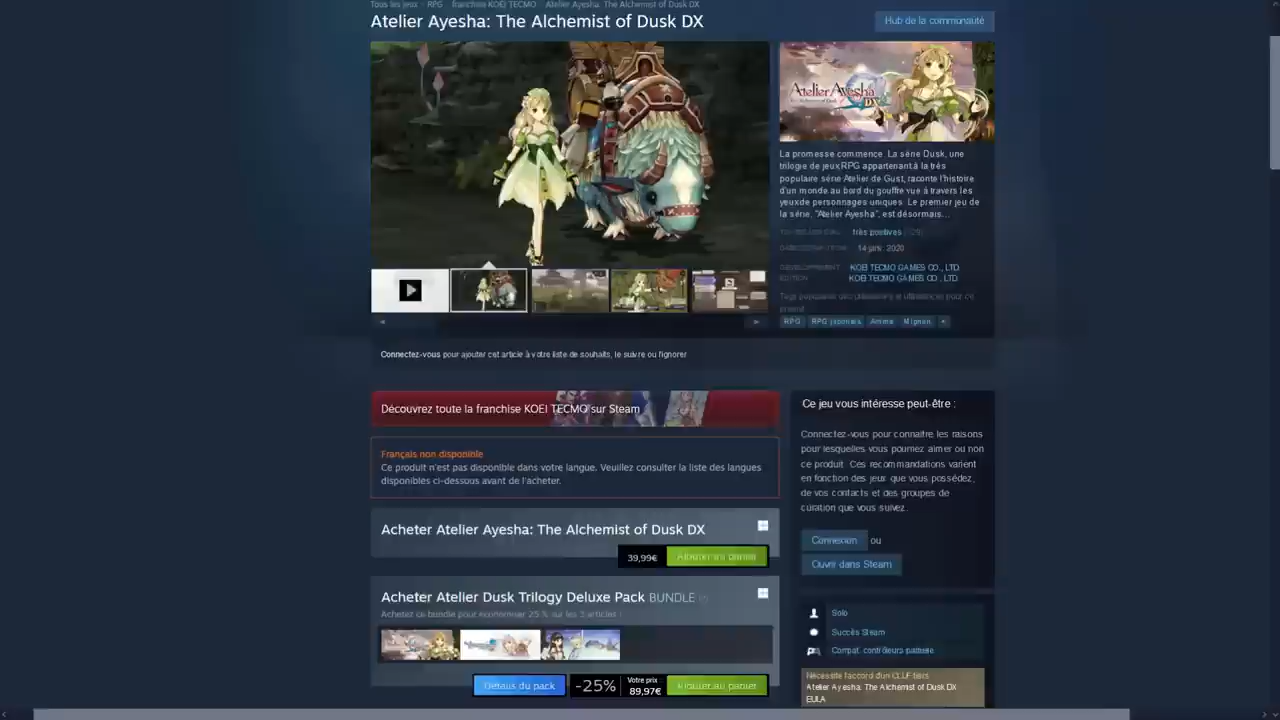 Tous les jeux > RPG > franchise KOEI TECMO > Atelier Ayesha: The Alchemist of Dusk DX
Atelier Ayesha: The Alchemist of Dusk DX
Hub de la communauté
Atelier Ayesha
DX
La promesse commence. La série Dusk, une
trilogie de jeux RPG appartenant à la très
populaire série Atelier de Gust, raconte l'histoire
d'un monde au bord du gouffre vue à travers les
yeux de personnages uniques. Le premier jeu de
la série, "Atelier Ayesha", est désormais...
très positives
14 janv. 2020
KOEI TECMO GAMES CO., LTD.
KOEI TECMO GAMES CO., LTD.
RPG RPG japonais Anime Mignon +
Connectez-vous pour ajouter cet article à votre liste de souhaits, le suivre ou l'ignorer
Découvrez toute la franchise KOEI TECMO sur Steam
Français non disponible
Ce produit n'est pas disponible dans votre langue. Veuillez consulter la liste des langues
disponibles ci-dessous avant de l'acheter.
Acheter Atelier Ayesha: The Alchemist of Dusk DX
39,99€ Ajouter au panier
Acheter Atelier Dusk Trilogy Deluxe Pack BUNDLE (?)
Achetez ce bundle pour économiser 25 % sur les 3 articles !
Détails du pack -25% Votre prix : 89,97€ Ajouter au panier
Ce jeu vous intéresse peut-être :
Connectez-vous pour connaître les raisons
pour lesquelles vous pourriez aimer ou non
ce produit. Ces recommandations varient
en fonction des jeux que vous possédez,
de vos contacts et des groupes de
curation que vous suivez.
Connexion ou
Ouvrir dans Steam
Solo
Succès Steam
Compat. contrôleurs partielle
Nécessite l'accord d'un CLUF tiers
Atelier Ayesha: The Alchemist of Dusk DX
EULA